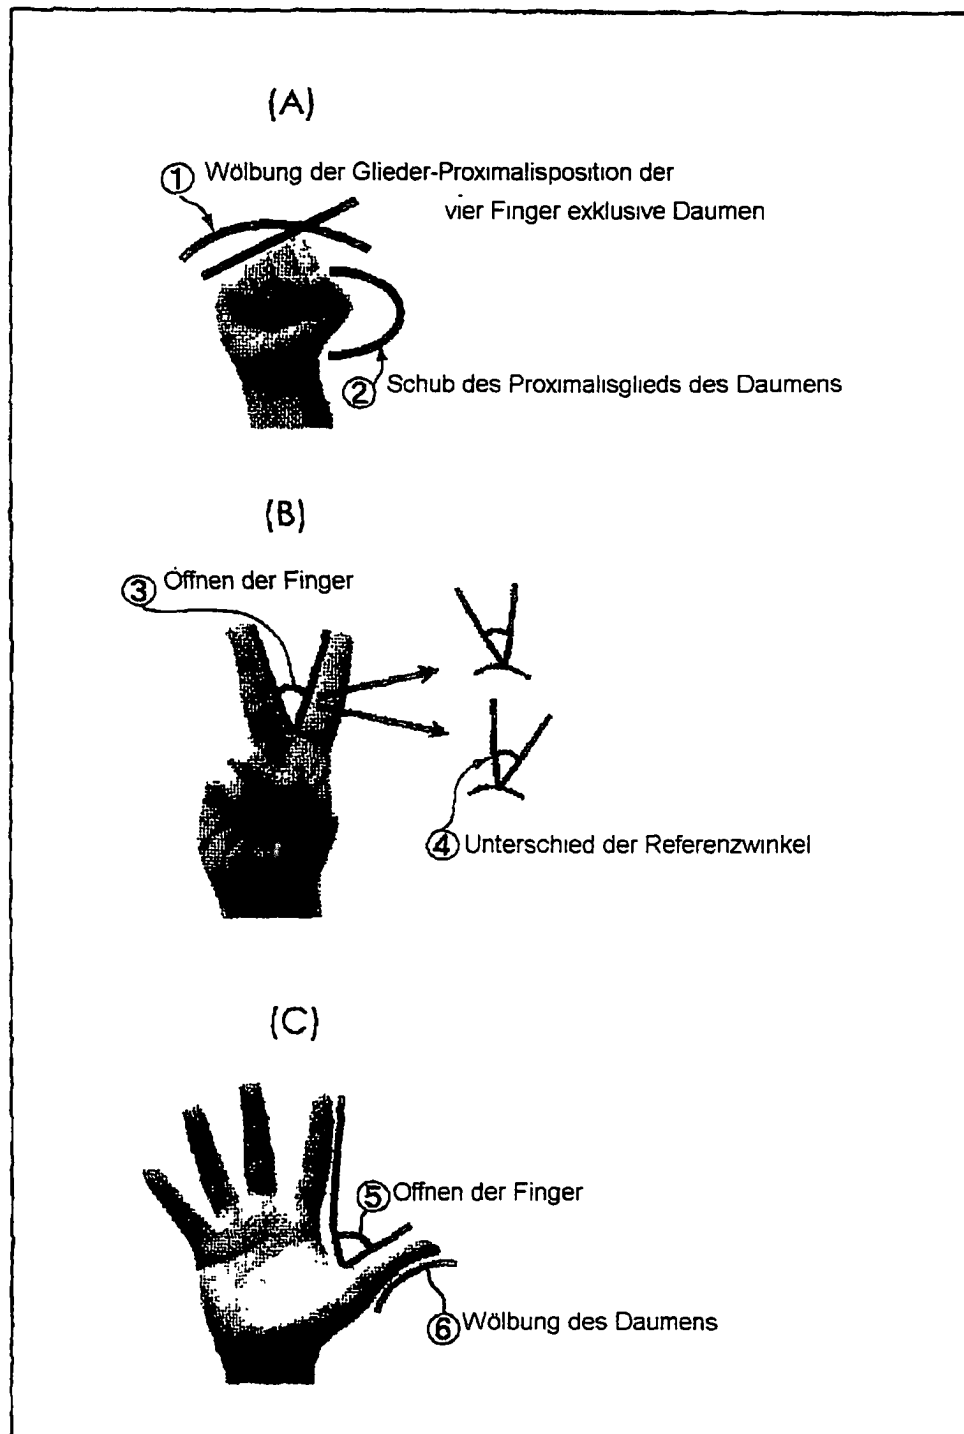 (A)
① Wölbung der Glieder-Proximalisposition der
vier Finger exklusive Daumen
② Schub des Proximalisglieds des Daumens
(B)
③ Öffnen der Finger
④ Unterschied der Referenzwinkel
(C)
⑤ Offnen der Finger
⑥ Wölbung des Daumens